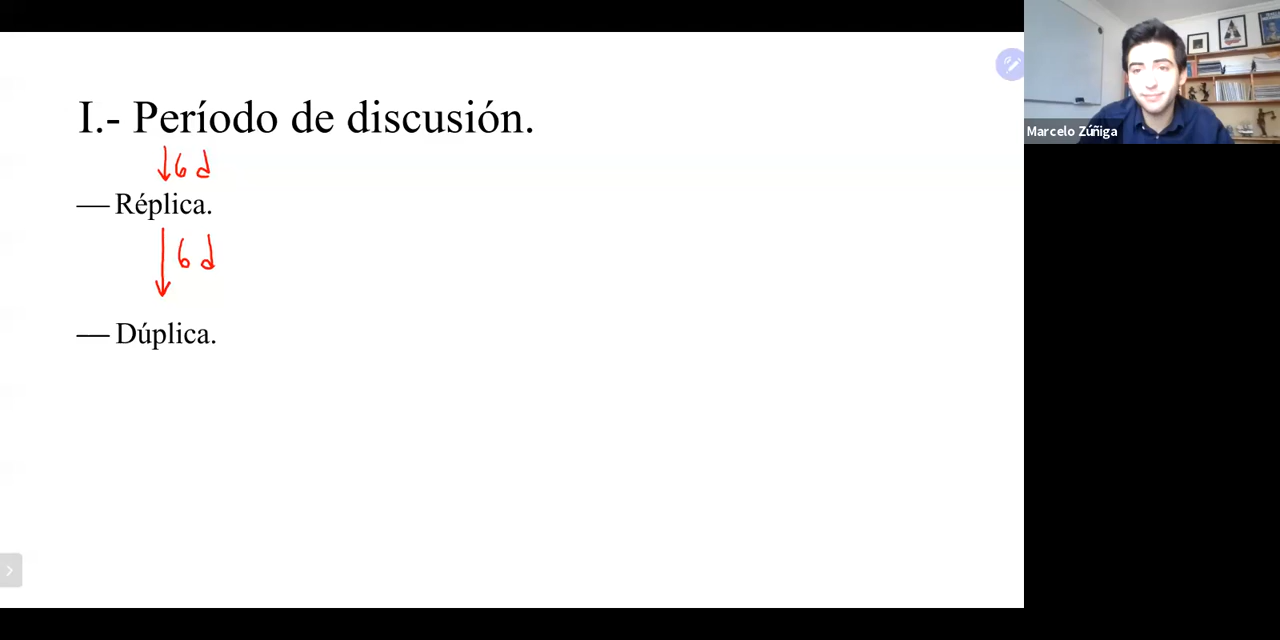 I.- Período de discusión.
6 d
— Réplica.
6 d
— Dúplica.
Marcelo Zúñiga